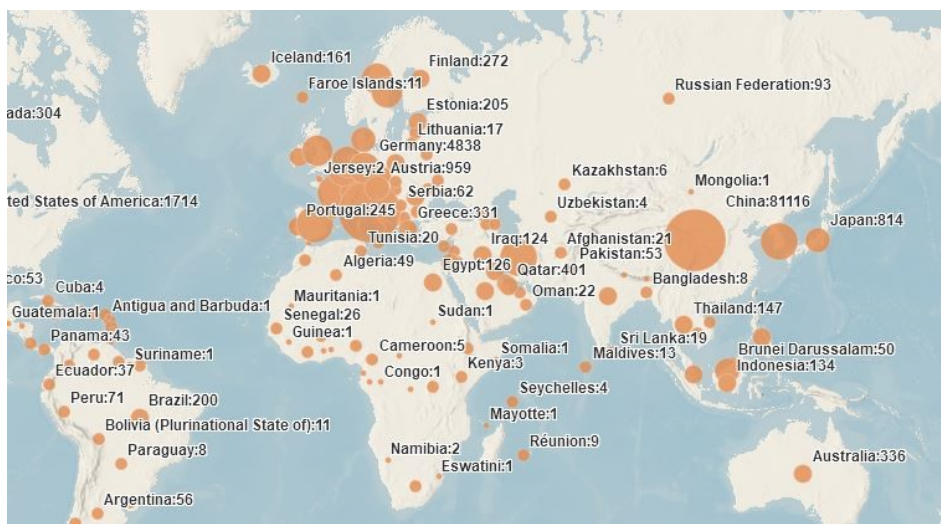 Iceland:161
Finland:272
Faroe Islands:11
Russian Federation:93
Estonia:205
ada:304
Lithuania:17
Germany:4838
Jersey:2
Austria:959
Kazakhstan:6
Mongolia:1
Serbia:62
ted States of America:1714
China:81116
Uzbekistan:4
Portugal:245
Greece:331
Japan:814
Tunisia:20
Iraq:124
Afghanistan:21
Pakistan:53
Algeria:49
Egypt:126
Qatar:401
co:53
Bangladesh:8
Cuba:4
Mauritania:1
Oman:22
Antigua and Barbuda:1
Guatemala:1
Senegal:26
Sudan:1
Thailand:147
Guinea:1
Panama:43
Sri Lanka:19
Cameroon:5
Somalia:1
Maldives:13
Brunei Darussalam:50
Suriname:1
Kenya:3
Indonesia:134
Ecuador:37
Congo:1
Seychelles:4
Peru:71
Brazil:200
Mayotte:1
Bolivia (Plurinational State of):11
Réunion:9
Namibia:2
Paraguay:8
Eswatini:1
Australia:336
Argentina:56